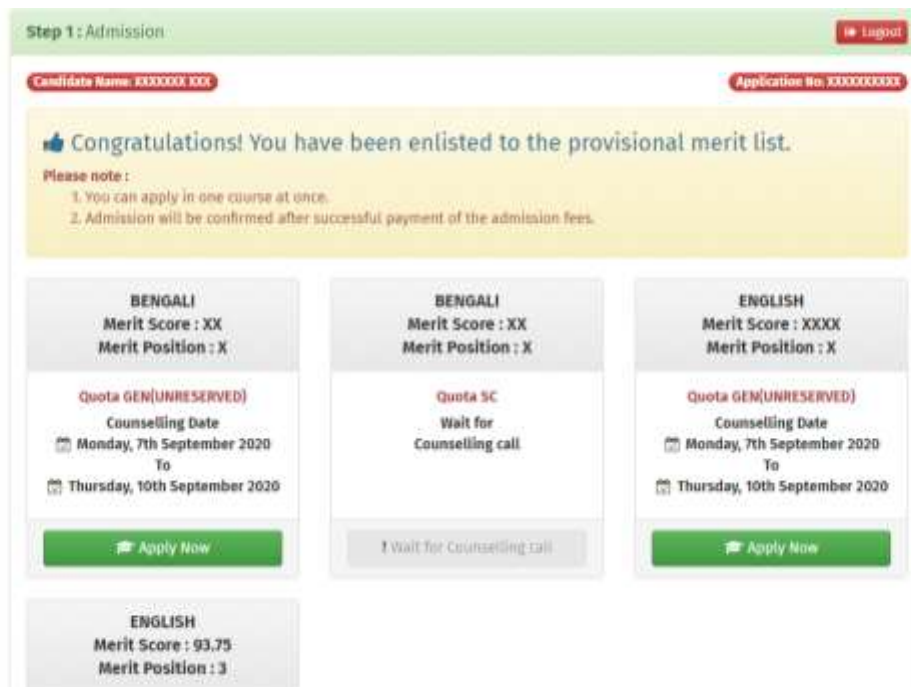 Step 1 : Admission
Logout
Candidate Name: XXXXXXX XXX
Application No: XXXXXXXXXX
Congratulations! You have been enlisted to the provisional merit list.
Please note :
1. You can apply in one course at once.
2. Admission will be confirmed after successful payment of the admission fees.
BENGALI
Merit Score : XX
Merit Position : X
Quota GEN(UNRESERVED)
Counselling Date
Monday, 7th September 2020
To
Thursday, 10th September 2020
Apply Now
BENGALI
Merit Score : XX
Merit Position : X
Quota SC
Wait for
Counselling call
! Wait for Counselling call
ENGLISH
Merit Score : XXXX
Merit Position : X
Quota GEN(UNRESERVED)
Counselling Date
Monday, 7th September 2020
To
Thursday, 10th September 2020
Apply Now
ENGLISH
Merit Score : 93.75
Merit Position : 3